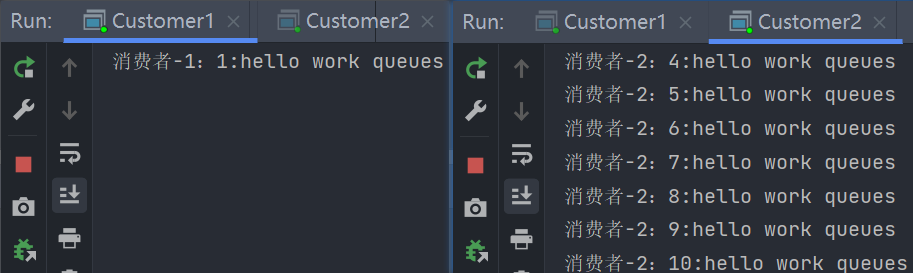 Run: Customer1 × Customer2 ×
消费者-1：1:hello work queues
Run: Customer1 × Customer2 ×
消费者-2：4:hello work queues
消费者-2：5:hello work queues
消费者-2：6:hello work queues
消费者-2：7:hello work queues
消费者-2：8:hello work queues
消费者-2：9:hello work queues
消费者-2：10:hello work queues